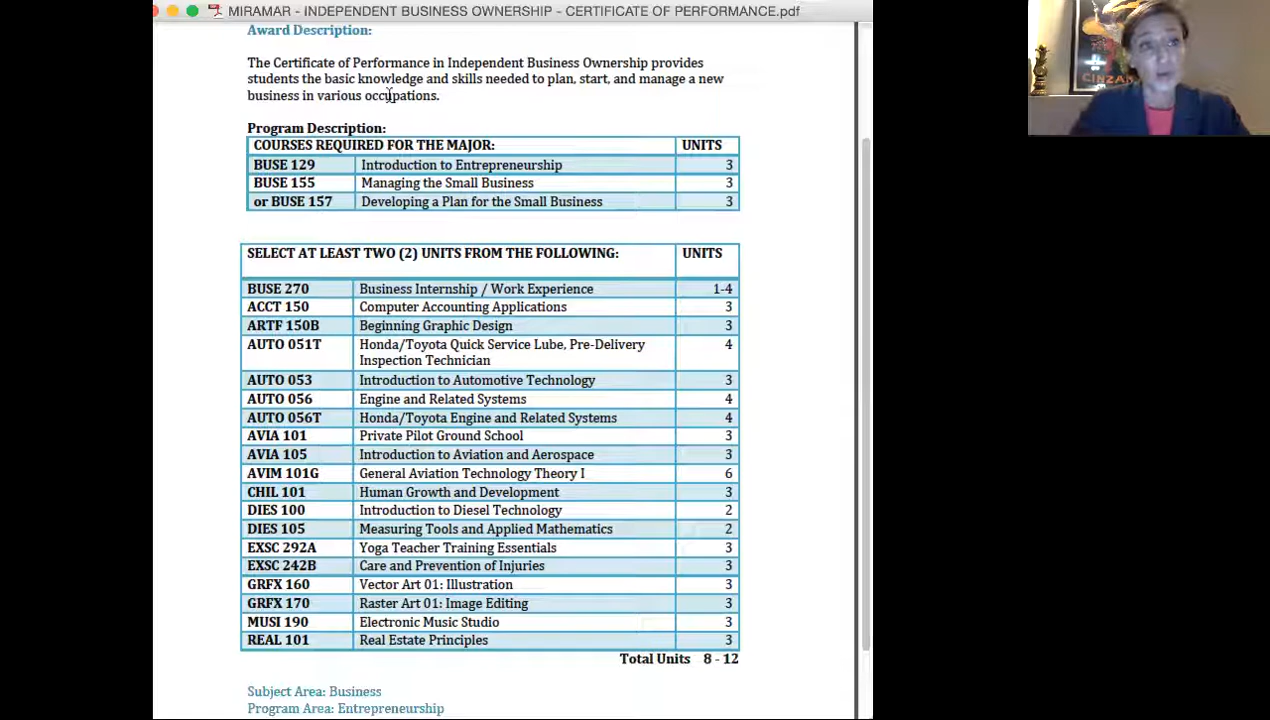 MIRAMAR - INDEPENDENT BUSINESS OWNERSHIP - CERTIFICATE OF PERFORMANCE.pdf
Award Description:
The Certificate of Performance in Independent Business Ownership provides
students the basic knowledge and skills needed to plan, start, and manage a new
business in various occupations.
Program Description:
COURSES REQUIRED FOR THE MAJOR: UNITS
BUSE 129 Introduction to Entrepreneurship 3
BUSE 155 Managing the Small Business 3
or BUSE 157 Developing a Plan for the Small Business 3
SELECT AT LEAST TWO (2) UNITS FROM THE FOLLOWING: UNITS
BUSE 270 Business Internship / Work Experience 1-4
ACCT 150 Computer Accounting Applications 3
ARTF 150B Beginning Graphic Design 3
AUTO 051T Honda/Toyota Quick Service Lube, Pre-Delivery 4
Inspection Technician
AUTO 053 Introduction to Automotive Technology 3
AUTO 056 Engine and Related Systems 4
AUTO 056T Honda/Toyota Engine and Related Systems 4
AVIA 101 Private Pilot Ground School 3
AVIA 105 Introduction to Aviation and Aerospace 3
AVIM 101G General Aviation Technology Theory I 6
CHIL 101 Human Growth and Development 3
DIES 100 Introduction to Diesel Technology 2
DIES 105 Measuring Tools and Applied Mathematics 2
EXSC 292A Yoga Teacher Training Essentials 3
EXSC 242B Care and Prevention of Injuries 3
GRFX 160 Vector Art 01: Illustration 3
GRFX 170 Raster Art 01: Image Editing 3
MUSI 190 Electronic Music Studio 3
REAL 101 Real Estate Principles 3
Total Units 8 - 12
Subject Area: Business
Program Area: Entrepreneurship
CINZA